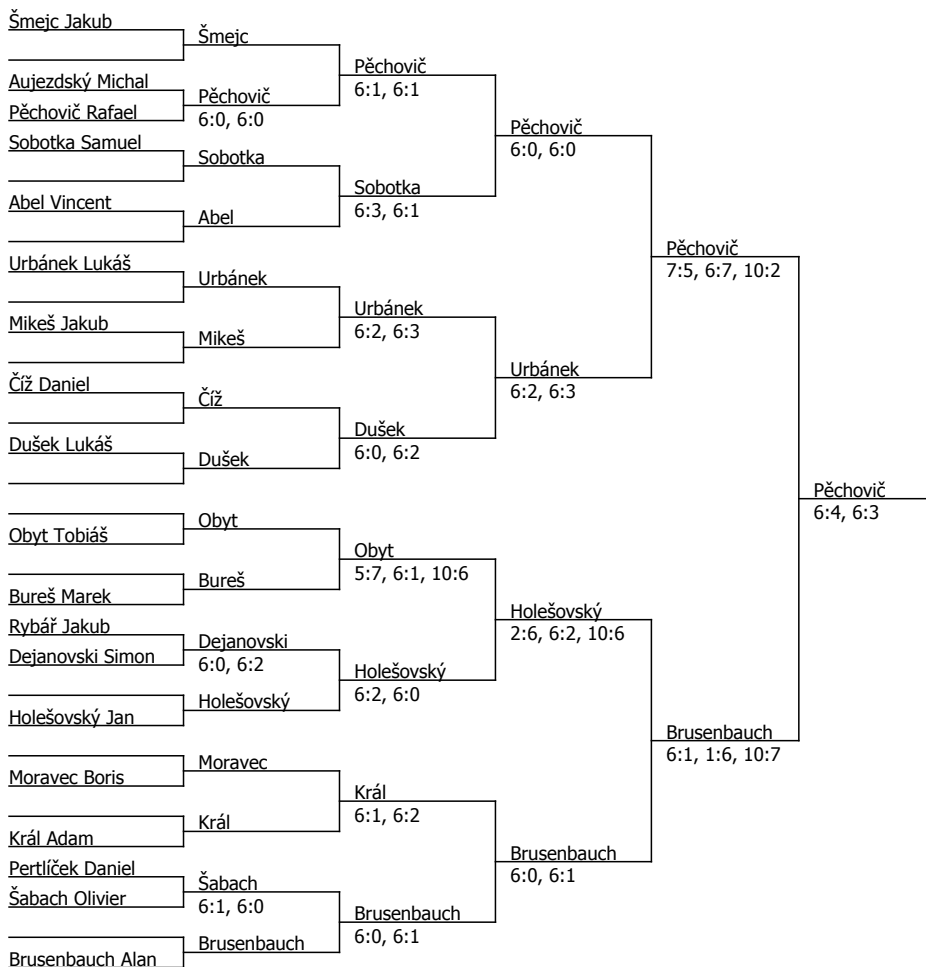 Šmejc Jakub
Šmejc
Pěchovič
6:1, 6:1
Aujezdský Michal
Pěchovič
6:0, 6:0
Pěchovič Rafael
Pěchovič
6:0, 6:0
Sobotka Samuel
Sobotka
Sobotka
6:3, 6:1
Abel Vincent
Abel
Pěchovič
7:5, 6:7, 10:2
Urbánek Lukáš
Urbánek
Urbánek
6:2, 6:3
Mikeš Jakub
Mikeš
Urbánek
6:2, 6:3
Číž Daniel
Číž
Dušek
6:0, 6:2
Dušek Lukáš
Dušek
Pěchovič
6:4, 6:3
Obyt
Obyt Tobiáš
Obyt
5:7, 6:1, 10:6
Bureš
Bureš Marek
Holešovský
2:6, 6:2, 10:6
Rybář Jakub
Dejanovski
6:0, 6:2
Dejanovski Simon
Holešovský
6:2, 6:0
Holešovský
Holešovský Jan
Brusenbauch
6:1, 1:6, 10:7
Moravec
Moravec Boris
Král
6:1, 6:2
Král
Král Adam
Brusenbauch
6:0, 6:1
Pertlíček Daniel
Šabach
6:1, 6:0
Šabach Olivier
Brusenbauch
6:0, 6:1
Brusenbauch
Brusenbauch Alan